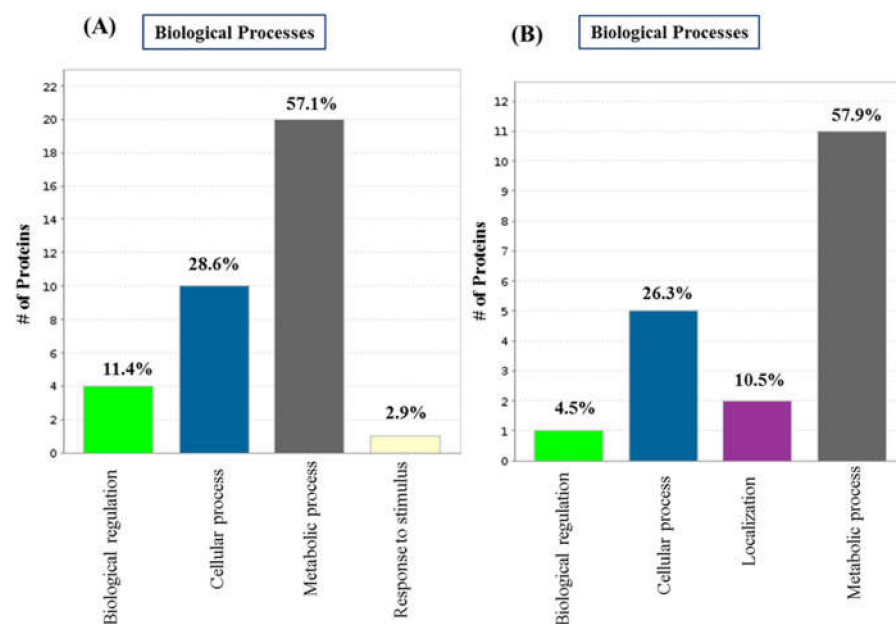 (A)
Biological Processes
# of Proteins
22
20
18
16
14
12
10
8
6
4
2
0
11.4%
28.6%
57.1%
2.9%
Biological regulation
Cellular process
Metabolic process
Response to stimulus
(B)
Biological Processes
# of Proteins
12
11
10
9
8
7
6
5
4
3
2
1
0
4.5%
26.3%
10.5%
57.9%
Biological regulation
Cellular process
Localization
Metabolic process